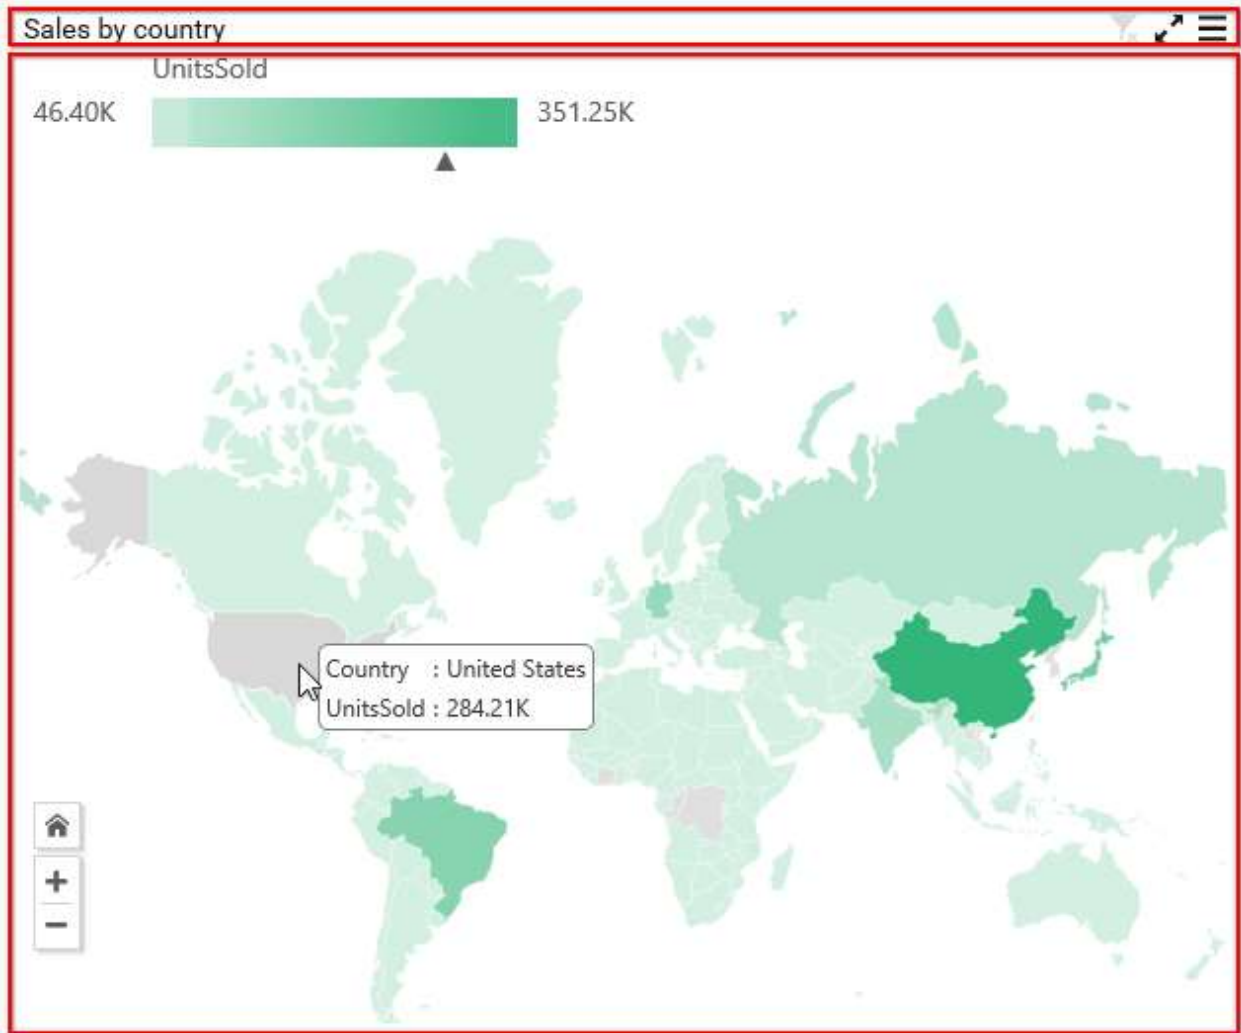 Sales by country
UnitsSold
46.40K 351.25K
Country : United States
UnitsSold : 284.21K